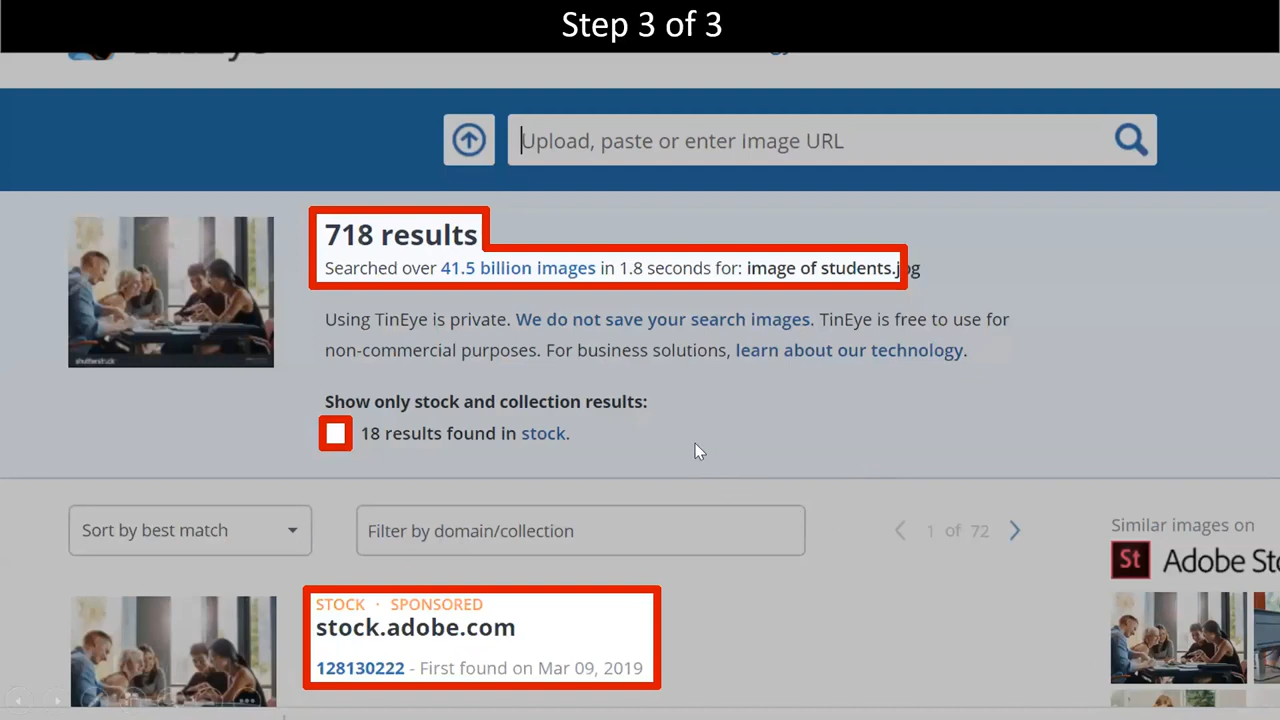 Step 3 of 3
Upload, paste or enter image URL
718 results
Searched over 41.5 billion images in 1.8 seconds for: image of students.jpg
Using TinEye is private. We do not save your search images. TinEye is free to use for
non-commercial purposes. For business solutions, learn about our technology.
shutterstock
Show only stock and collection results:
18 results found in stock.
Sort by best match
Filter by domain/collection
1 of 72
Similar images on
St Adobe Sto
STOCK · SPONSORED
stock.adobe.com
128130222 - First found on Mar 09, 2019